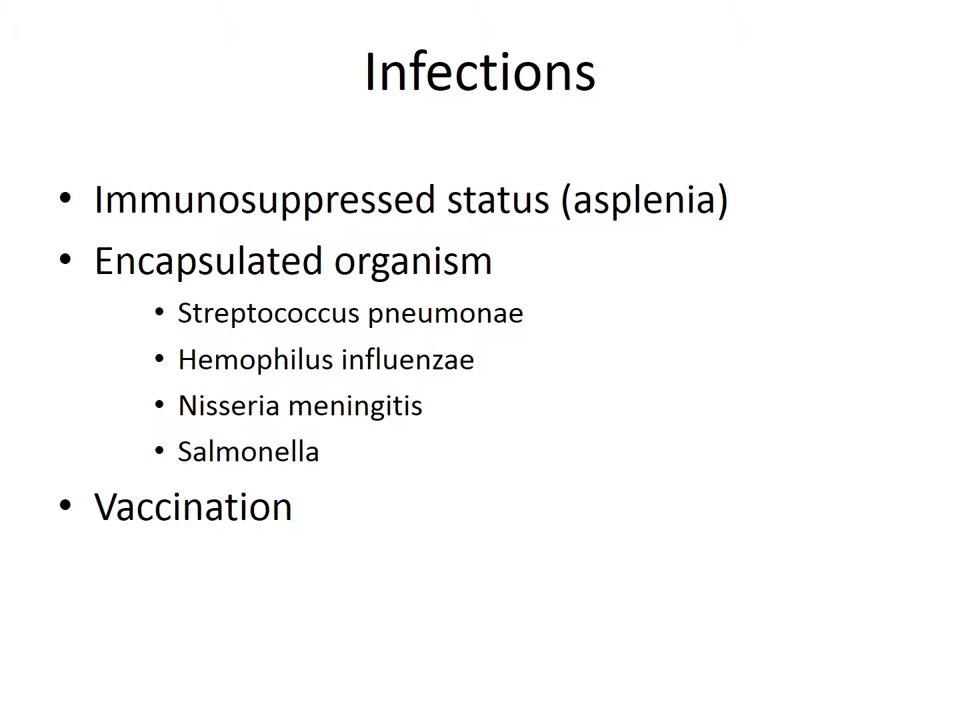 Infections
• Immunosuppressed status (asplenia)
• Encapsulated organism
• Streptococcus pneumonae
• Hemophilus influenzae
• Nisseria meningitis
• Salmonella
• Vaccination